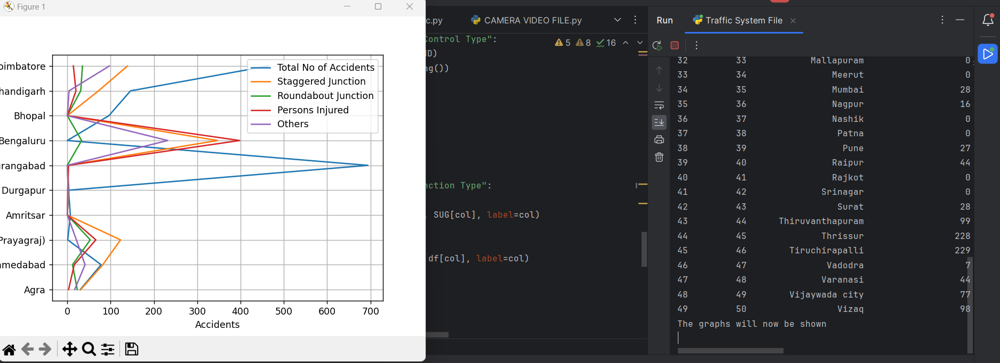 Figure 1
oimbatore
handigarh
Bhopal
Bengaluru
rangabad
Durgapur
Amritsar
Prayagraj)
medabad
Agra
Total No of Accidents
Staggered Junction
Roundabout Junction
Persons Injured
Others
0 100 200 300 400 500 600 700
Accidents
c.py
CAMERA VIDEO FILE.py
Control Type":
5 8 16
D)
ng())
nction Type":
, SUG[col], label=col)
df[col], label=col)
Run
Traffic System File
32 33 Mallapuram 0
33 34 Meerut 0
34 35 Mumbai 28
35 36 Nagpur 16
36 37 Nashik 0
37 38 Patna 0
38 39 Pune 27
39 40 Raipur 44
40 41 Rajkot 0
41 42 Srinagar 0
42 43 Surat 28
43 44 Thiruvanthapuram 99
44 45 Thrissur 228
45 46 Tiruchirapalli 229
46 47 Vadodra 7
47 48 Varanasi 44
48 49 Vijaywada city 77
49 50 Vizaq 98
The graphs will now be shown